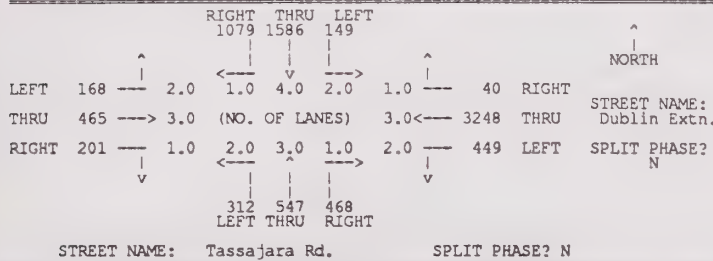 RIGHT THRU LEFT
1079 1586 149
^ | | | ^ ^
| | | | | |
<--- v ---> NORTH
LEFT 168 --- 2.0 1.0 4.0 2.0 1.0 --- 40 RIGHT
STREET NAME:
THRU 465 ---> 3.0 (NO. OF LANES) 3.0<--- 3248 THRU Dublin Extn.
RIGHT 201 --- 1.0 2.0 3.0 1.0 2.0 --- 449 LEFT SPLIT PHASE?
| <--- ^ ---> | N
v | | | v
312 547 468
LEFT THRU RIGHT
STREET NAME: Tassajara Rd. SPLIT PHASE? N